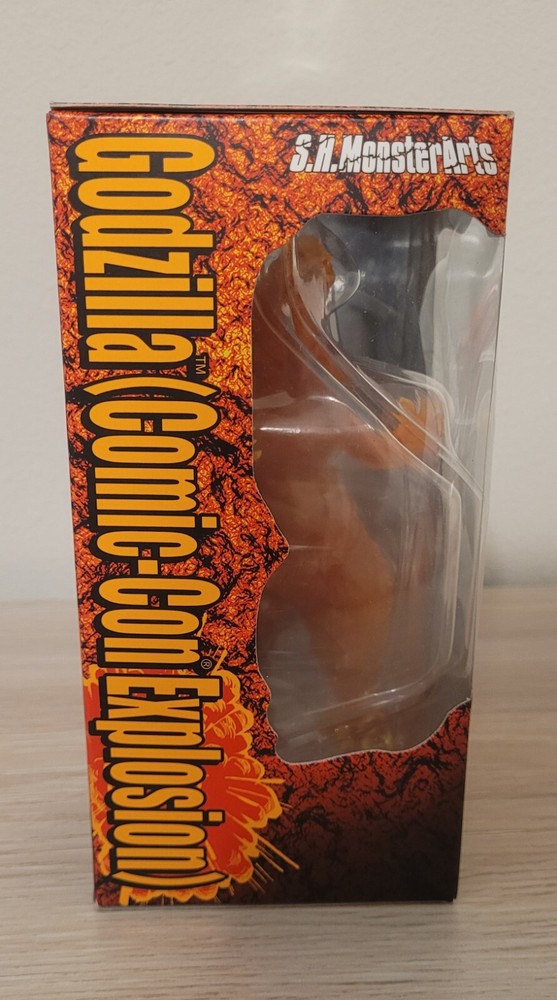 S.H.MonsterArts
Godzilla™ (Comic-Con® Explosion)